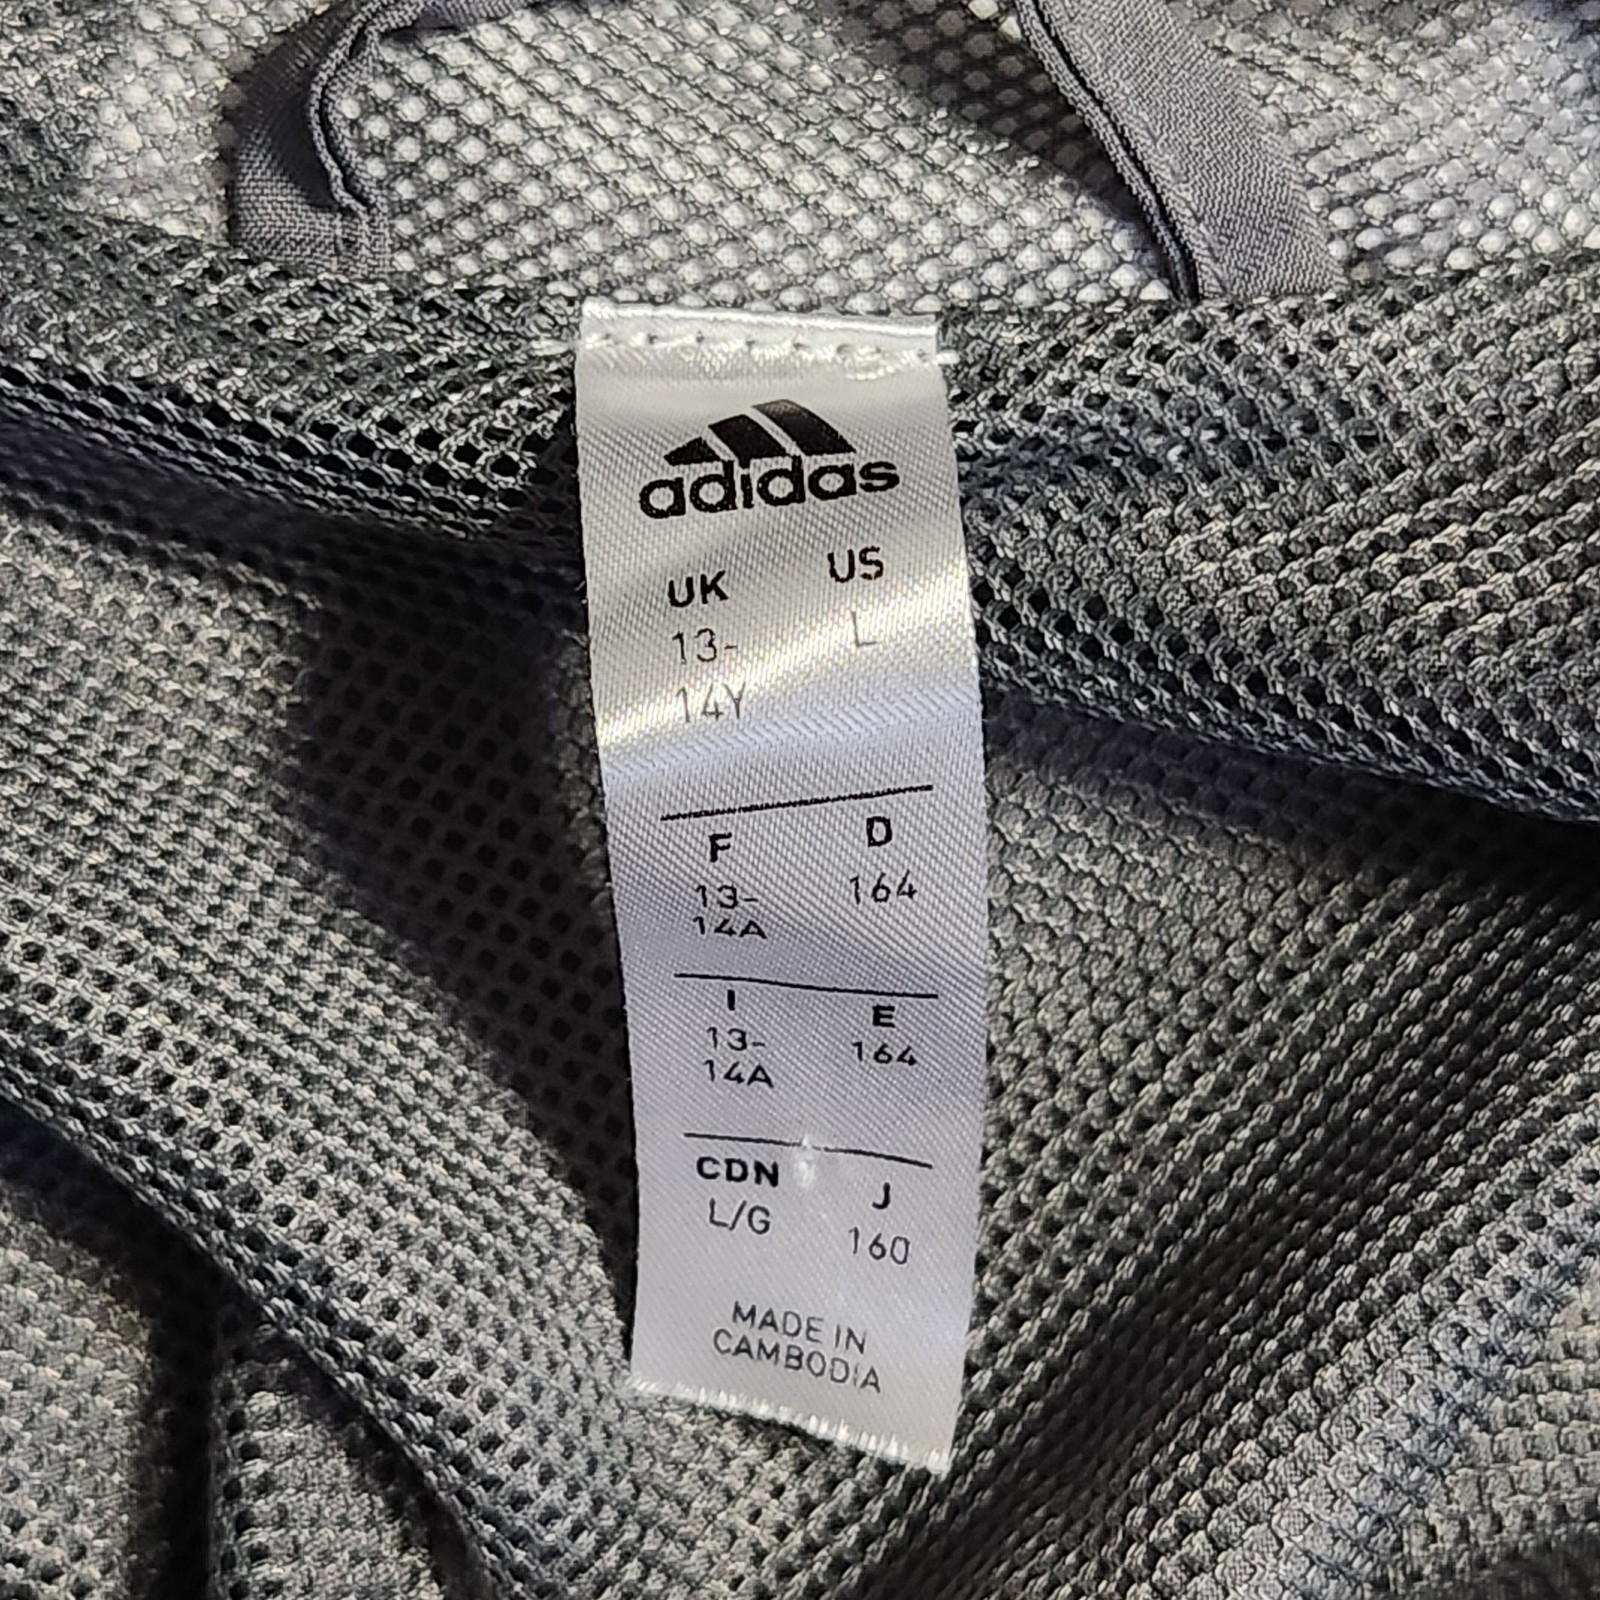 adidas
UK US
13- L
14Y
F D
13- 164
14A
I E
13- 164
14A
CDN J
L/G 160
MADE IN
CAMBODIA